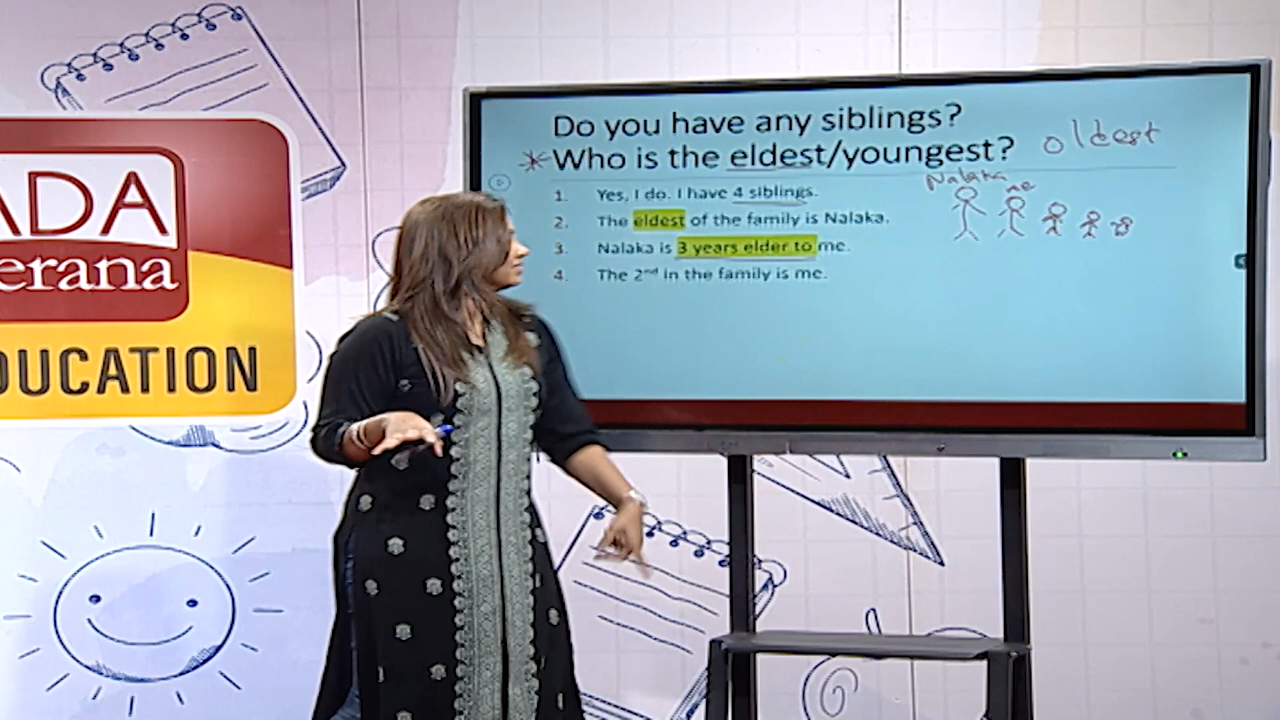 ADA
erana
DUCATION
Do you have any siblings?
*Who is the eldest/youngest?
oldest
Nalaka
me
1. Yes, I do. I have 4 siblings.
2. The eldest of the family is Nalaka.
3. Nalaka is 3 years elder to me.
4. The 2nd in the family is me.